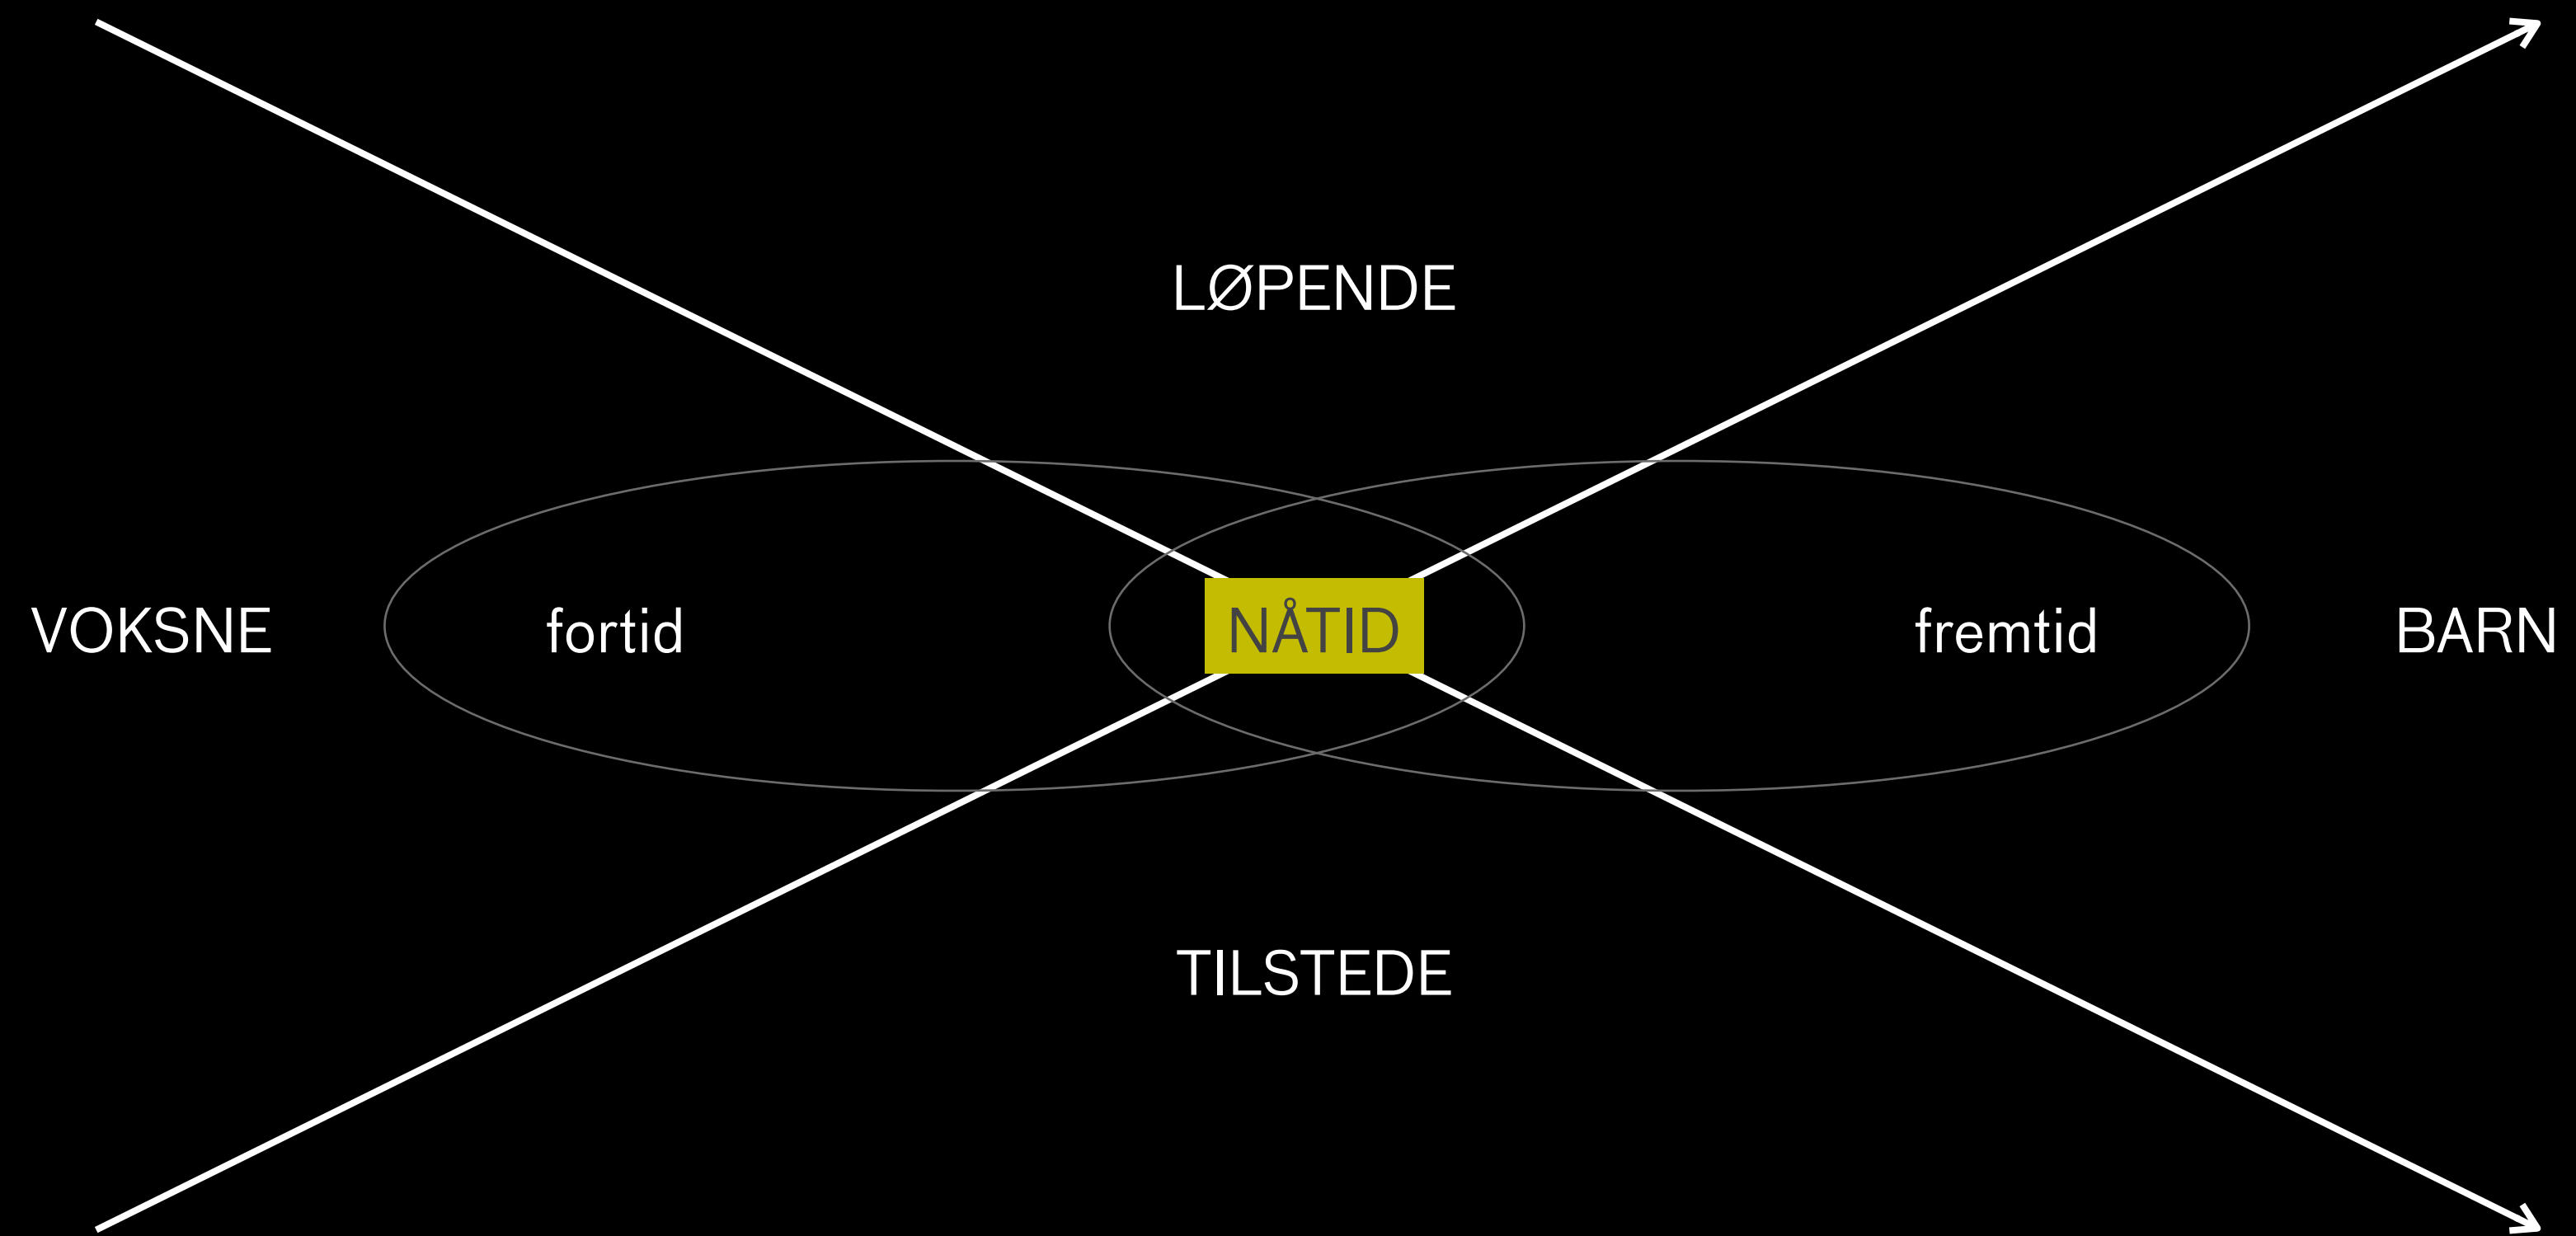 LØPENDE
VOKSNE
fortid
NÅTID
fremtid
BARN
TILSTEDE